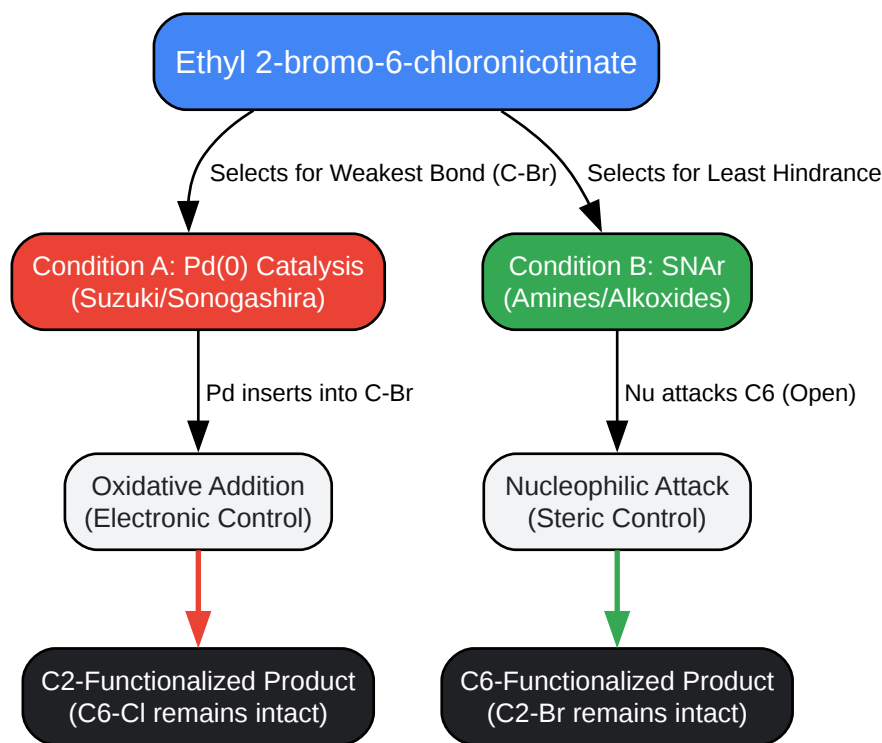 Ethyl 2-bromo-6-chloronicotinate
Selects for Weakest Bond (C-Br)
Selects for Least Hindrance
Condition A: Pd(0) Catalysis
(Suzuki/Sonogashira)
Condition B: SNAr
(Amines/Alkoxides)
Pd inserts into C-Br
Nu attacks C6 (Open)
Oxidative Addition
(Electronic Control)
Nucleophilic Attack
(Steric Control)
C2-Functionalized Product
(C6-Cl remains intact)
C6-Functionalized Product
(C2-Br remains intact)